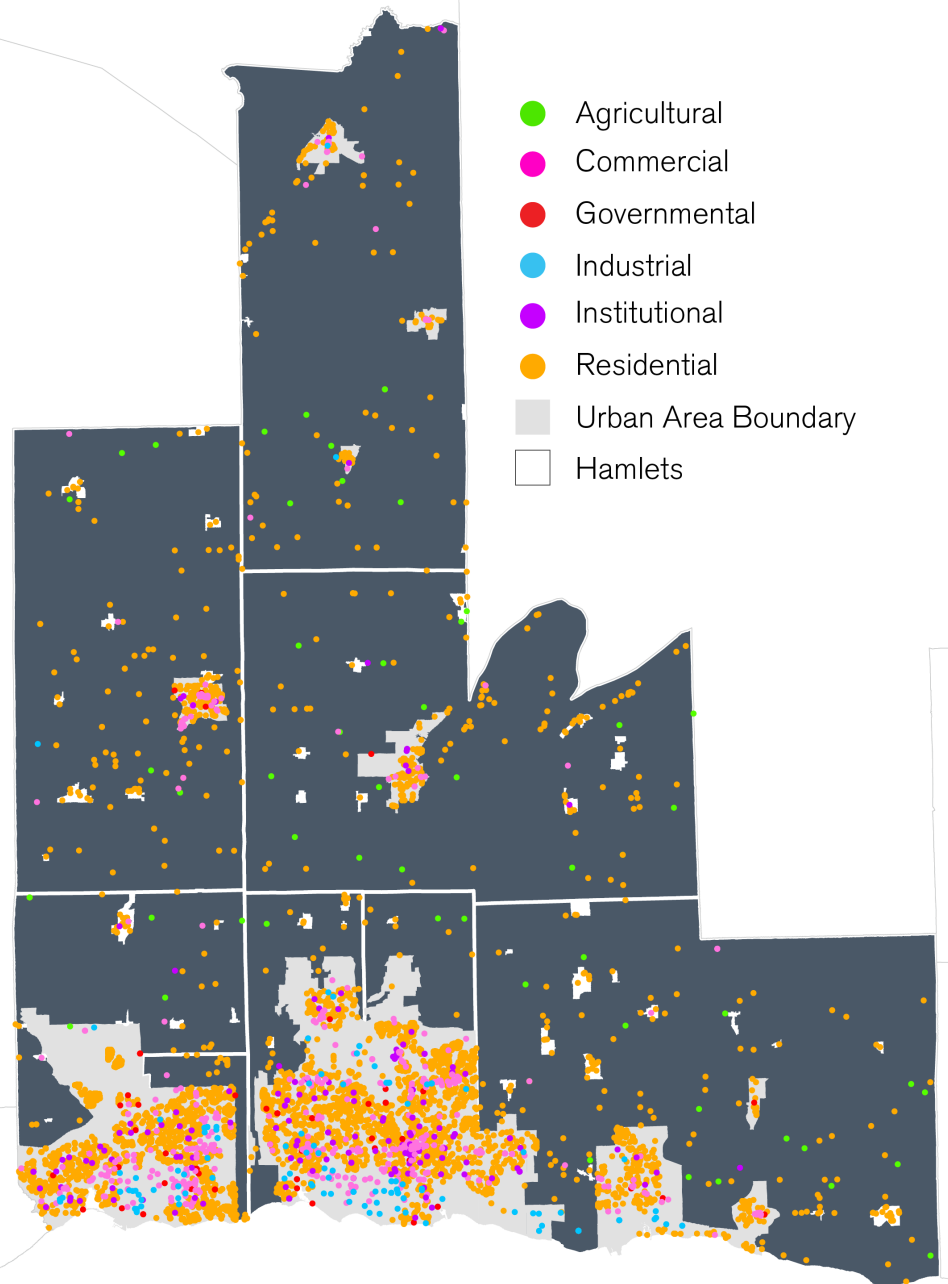 Agricultural
Commercial
Governmental
Industrial
Institutional
Residential
Urban Area Boundary
Hamlets